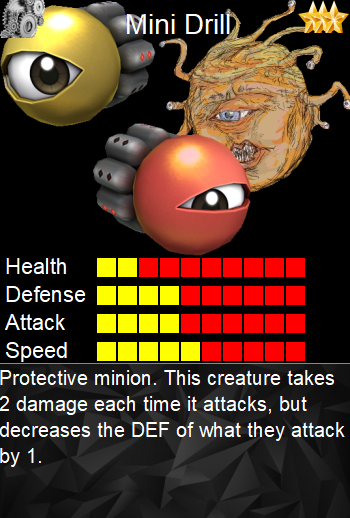 Mini Drill
Health
Defense
Attack
Speed
Protective minion. This creature takes
2 damage each time it attacks, but
decreases the DEF of what they attack
by 1.